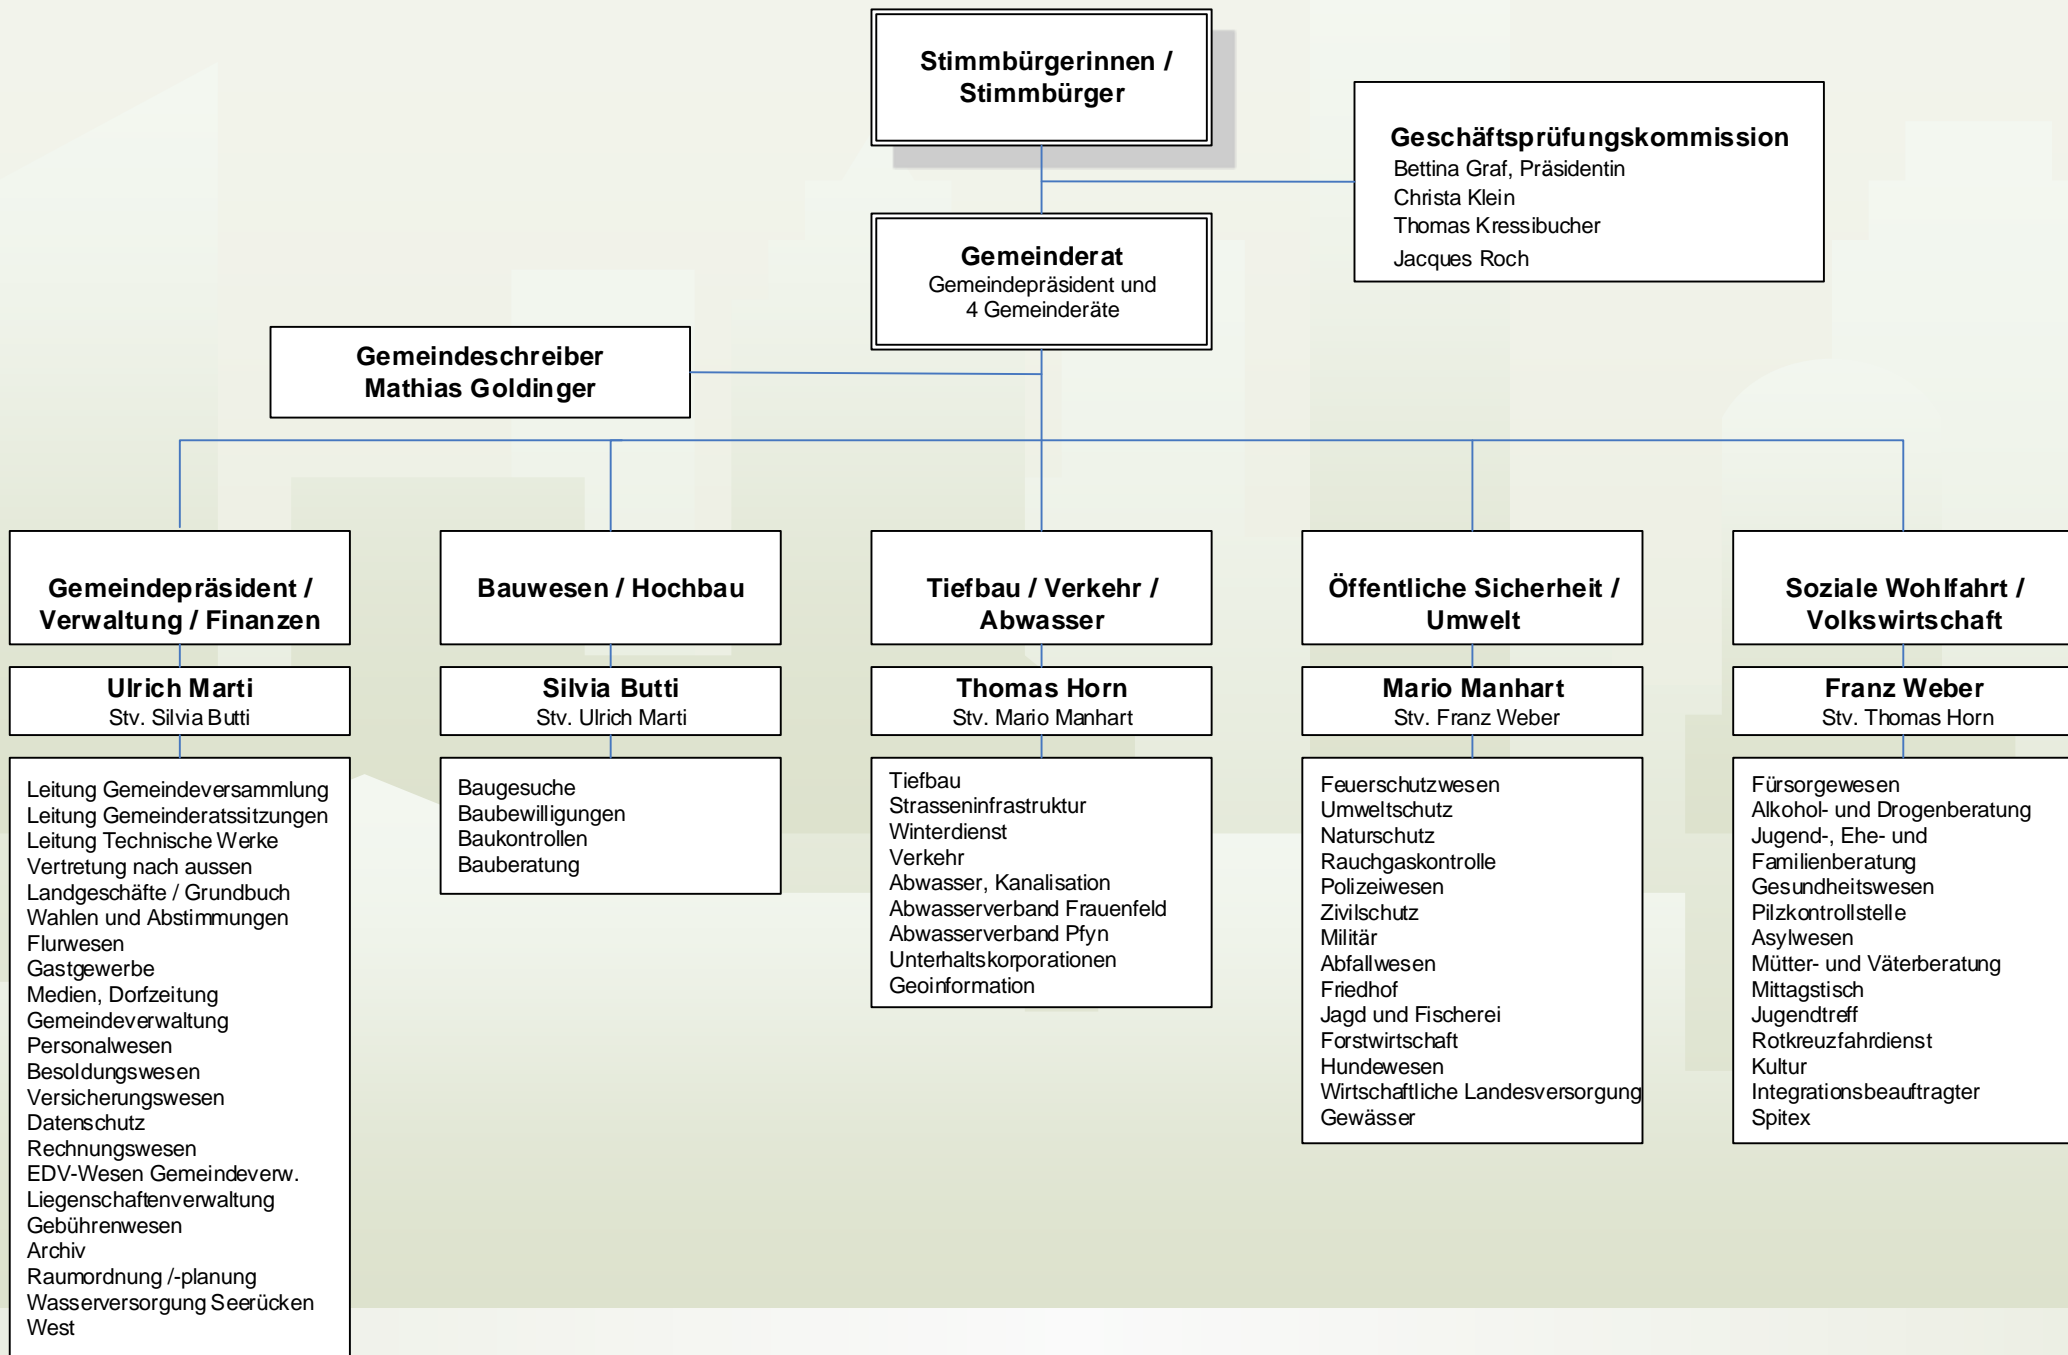 Stimmbürgerinnen /
Stimmbürger
Geschäftsprüfungskommission
Bettina Graf, Präsidentin
Christa Klein
Thomas Kressibucher
Jacques Roch
Gemeinderat
Gemeindepräsident und
4 Gemeinderäte
Gemeindeschreiber
Mathias Goldinger
Gemeindepräsident /
Verwaltung / Finanzen
Ulrich Marti
Stv. Silvia Butti
Leitung Gemeindeversammlung
Leitung Gemeinderatssitzungen
Leitung Technische Werke
Vertretung nach aussen
Landgeschäfte / Grundbuch
Wahlen und Abstimmungen
Flurwesen
Gastgewerbe
Medien, Dorfzeitung
Gemeindeverwaltung
Personalwesen
Besoldungswesen
Versicherungswesen
Datenschutz
Rechnungswesen
EDV-Wesen Gemeindeverw.
Liegenschaftenverwaltung
Gebührenwesen
Archiv
Raumordnung /-planung
Wasserversorgung Seerücken
West
Bauwesen / Hochbau
Silvia Butti
Stv. Ulrich Marti
Baugesuche
Baubewilligungen
Baukontrollen
Bauberatung
Tiefbau / Verkehr /
Abwasser
Thomas Horn
Stv. Mario Manhart
Tiefbau
Strasseninfrastruktur
Winterdienst
Verkehr
Abwasser, Kanalisation
Abwasserverband Frauenfeld
Abwasserverband Pfyn
Unterhaltskorporationen
Geoinformation
Öffentliche Sicherheit /
Umwelt
Mario Manhart
Stv. Franz Weber
Feuerschutzwesen
Umweltschutz
Naturschutz
Rauchgaskontrolle
Polizeiwesen
Zivilschutz
Militär
Abfallwesen
Friedhof
Jagd und Fischerei
Forstwirtschaft
Hundewesen
Wirtschaftliche Landesversorgung
Gewässer
Soziale Wohlfahrt /
Volkswirtschaft
Franz Weber
Stv. Thomas Horn
Fürsorgewesen
Alkohol- und Drogenberatung
Jugend-, Ehe- und
Familienberatung
Gesundheitswesen
Pilzkontrollstelle
Asylwesen
Mütter- und Väterberatung
Mittagstisch
Jugendtreff
Rotkreuzfahrdienst
Kultur
Integrationsbeauftragter
Spitex